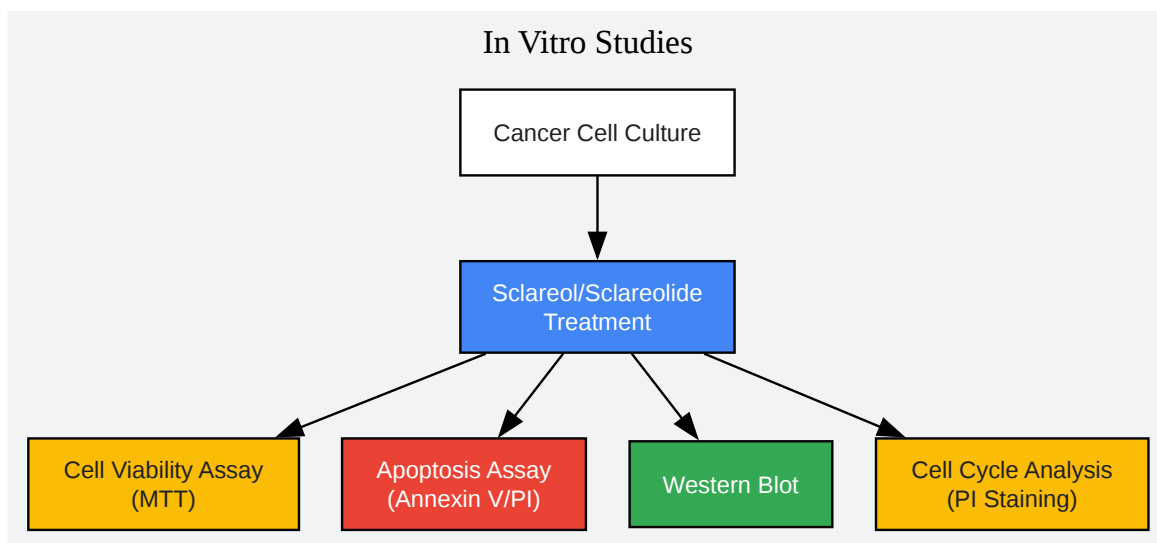 In Vitro Studies
Cancer Cell Culture
Sclareol/Sclareolide
Treatment
Cell Viability Assay
(MTT)
Apoptosis Assay
(Annexin V/PI)
Western Blot
Cell Cycle Analysis
(PI Staining)